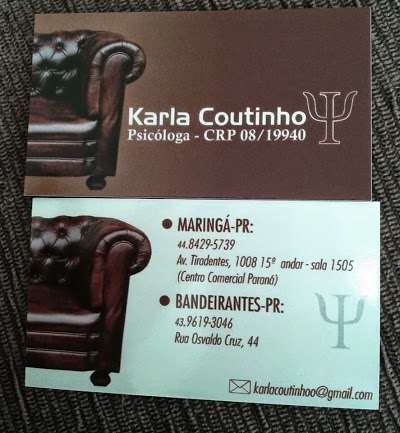 Karla Coutinho Ψ
Psicóloga - CRP 08/19940
MARINGÁ-PR:
44.8429-5739
Av. Tiradentes, 1008 15º andar - sala 1505
(Centro Comercial Paraná)
BANDEIRANTES-PR:
43.9619-3046
Rua Osvaldo Cruz, 44
Ψ
karlacoutinhoo@gmail.com